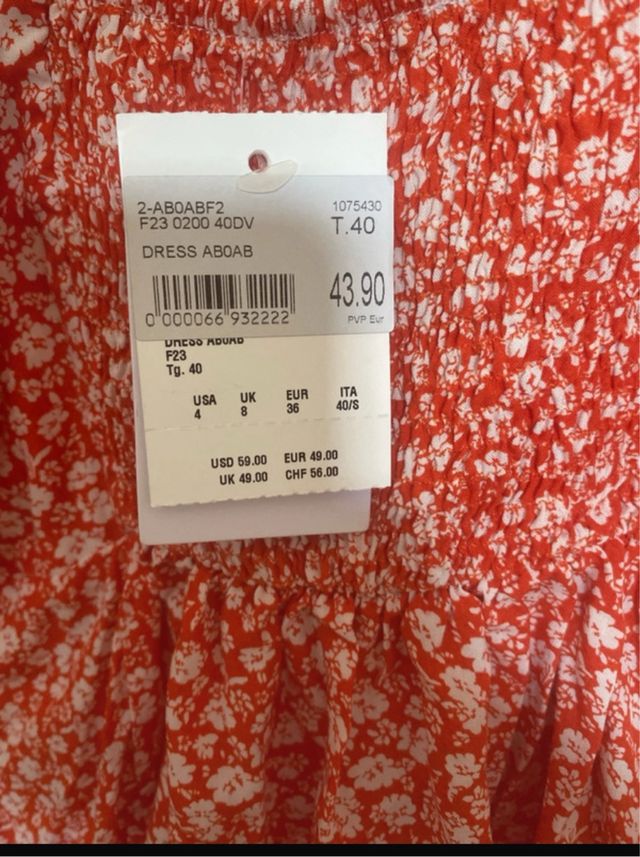 2-AB0ABF2 1075430
F23 0200 40DV T.40
DRESS AB0AB
43.90
0 000066 932222
PVP Eur
DRESS AB0AB
F23
Tg. 40
USA UK EUR ITA
4 8 36 40/S
USD 59.00 EUR 49.00
UK 49.00 CHF 56.00